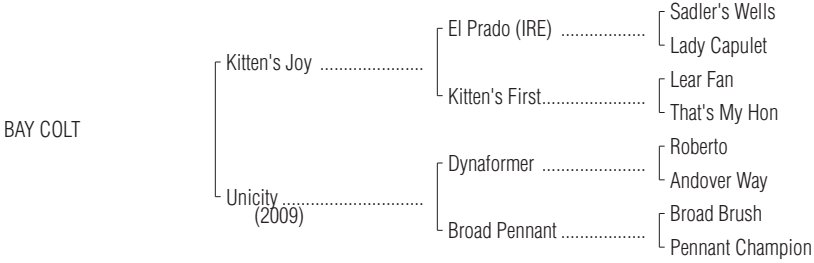 Sadler's Wells
El Prado (IRE) ...................
Lady Capulet
Kitten's Joy ......................
Lear Fan
Kitten's First......................
That's My Hon
BAY COLT
Roberto
Dynaformer ......................
Andover Way
Unicity ..............................
(2009)
Broad Brush
Broad Pennant ..................
Pennant Champion